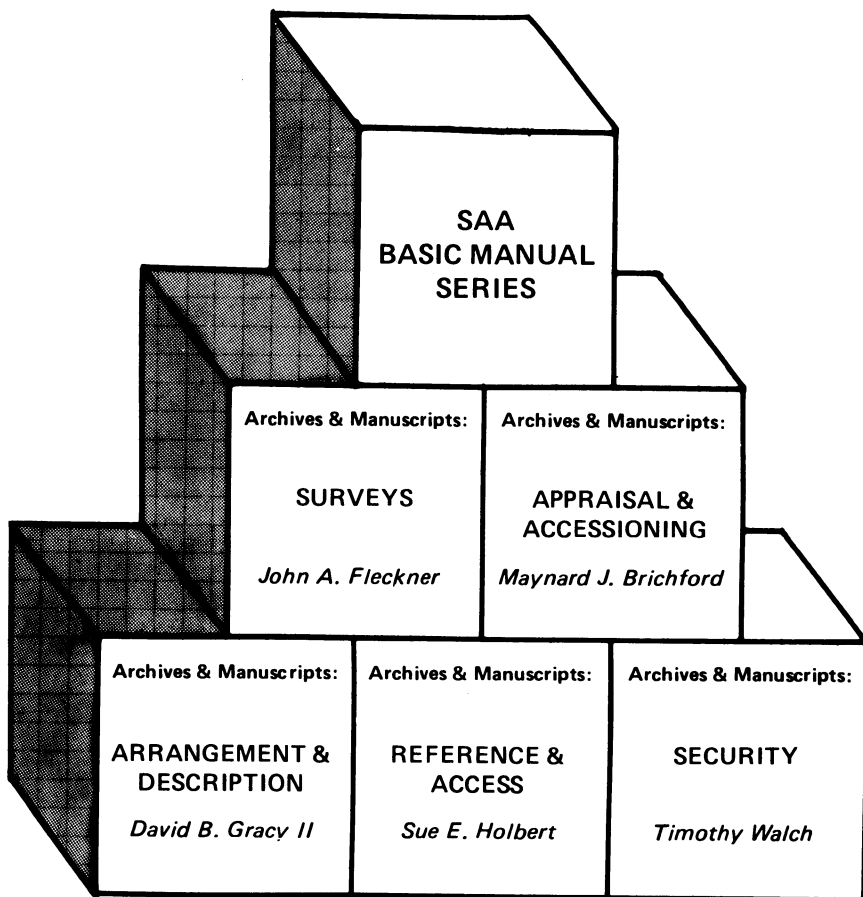 SAA
BASIC MANUAL
SERIES
Archives & Manuscripts:
SURVEYS
John A. Fleckner
Archives & Manuscripts:
APPRAISAL &
ACCESSIONING
Maynard J. Brichford
Archives & Manuscripts:
ARRANGEMENT &
DESCRIPTION
David B. Gracy II
Archives & Manuscripts:
REFERENCE &
ACCESS
Sue E. Holbert
Archives & Manuscripts:
SECURITY
Timothy Walch